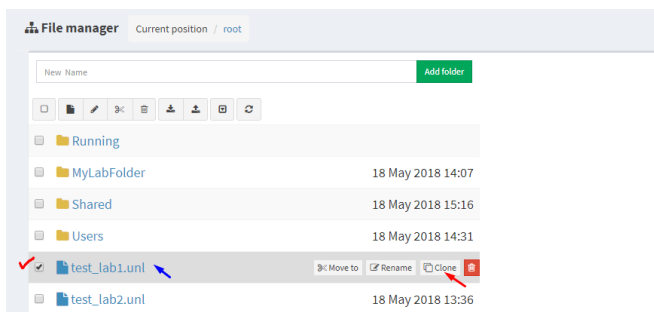 File manager Current position / root
New Name Add folder
Running
MyLabFolder 18 May 2018 14:07
Shared 18 May 2018 15:16
Users 18 May 2018 14:31
test_lab1.unl Move to Rename Clone
test_lab2.unl 18 May 2018 13:36